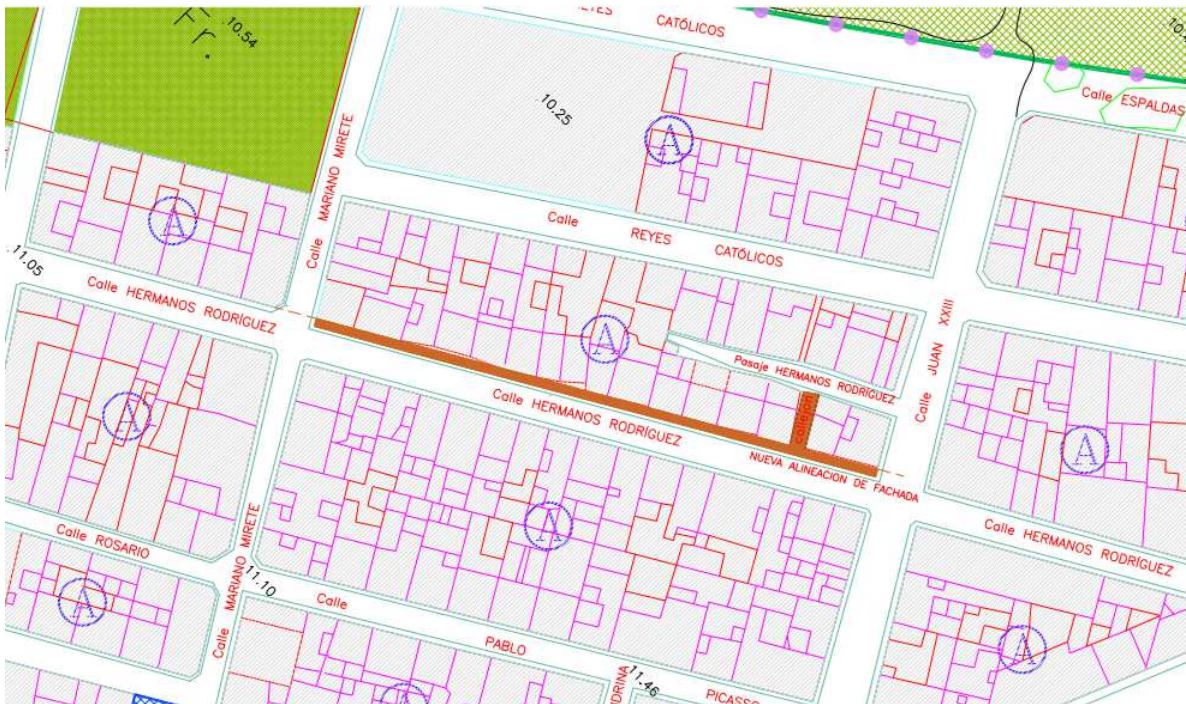 Fr.
10.54
CATÓLICOS
Calle ESPALDAS
10.25
A
Calle MARIANO MIRETE
A
Calle REYES CATÓLICOS
11.05
Calle HERMANOS RODRÍGUEZ
Calle JUAN XXIII
A
Pasaje HERMANOS RODRÍGUEZ
Calle HERMANOS RODRÍGUEZ
callejón
A
A
NUEVA ALINEACION DE FACHADA
A
Calle HERMANOS RODRÍGUEZ
Calle ROSARIO
Calle MARIANO MIRETE
11.10
A
Calle PABLO PICASSO
A
DRINA
11.46
A